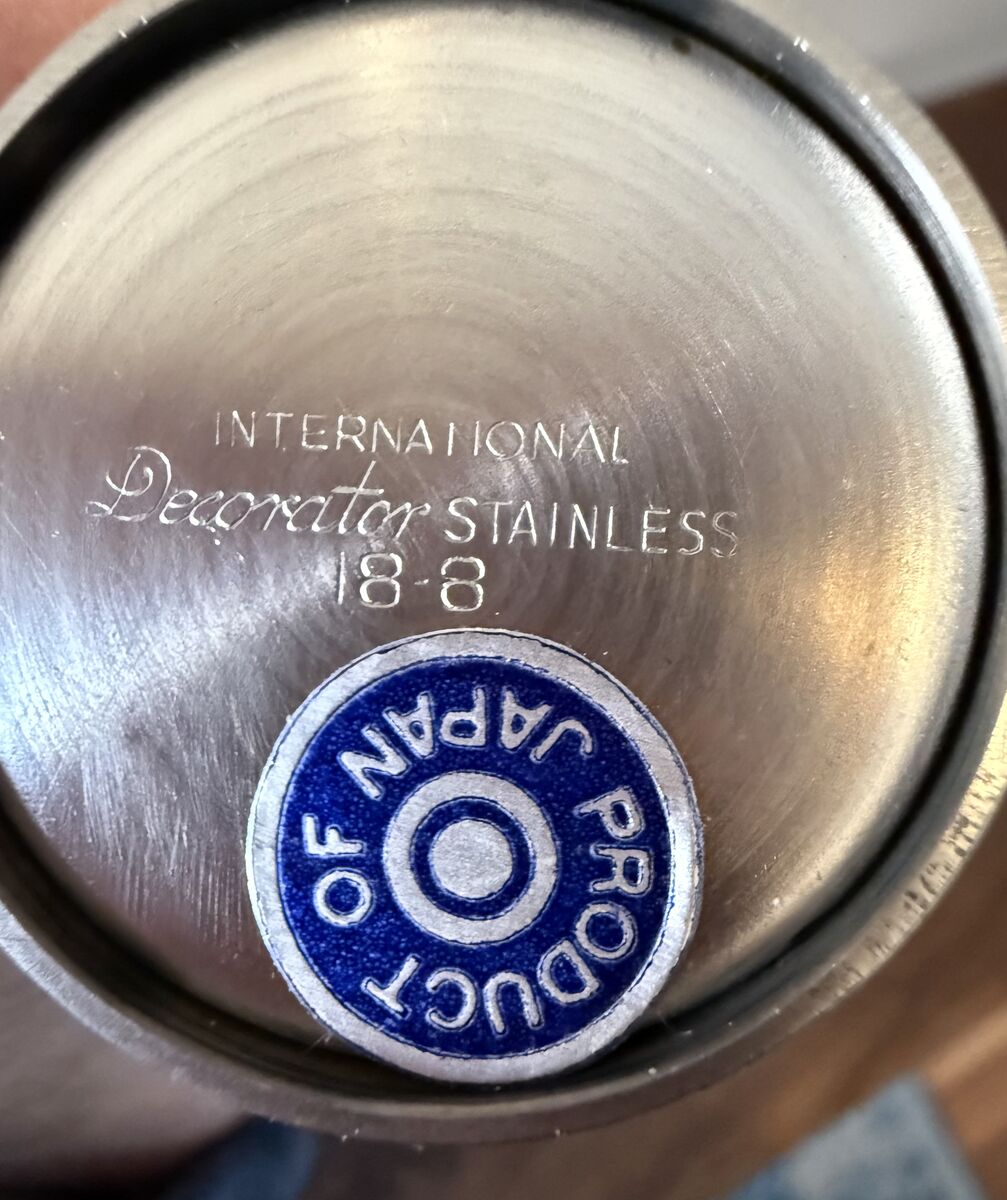 INTERNATIONAL
Decorator STAINLESS
18-8
PRODUCT OF JAPAN